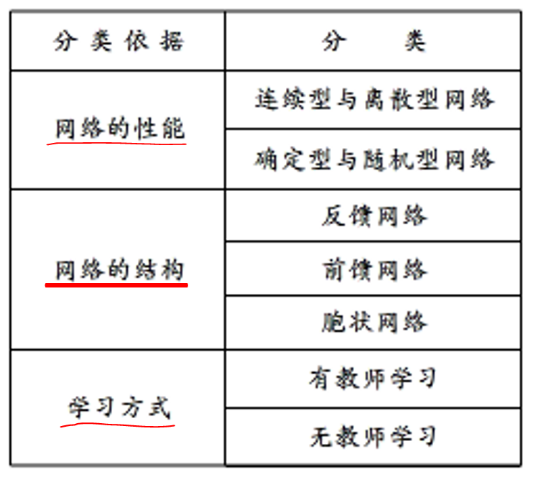 分类依据
分 类
网络的性能
连续型与离散型网络
确定型与随机型网络
网络的结构
反馈网络
前馈网络
胞状网络
学习方式
有教师学习
无教师学习